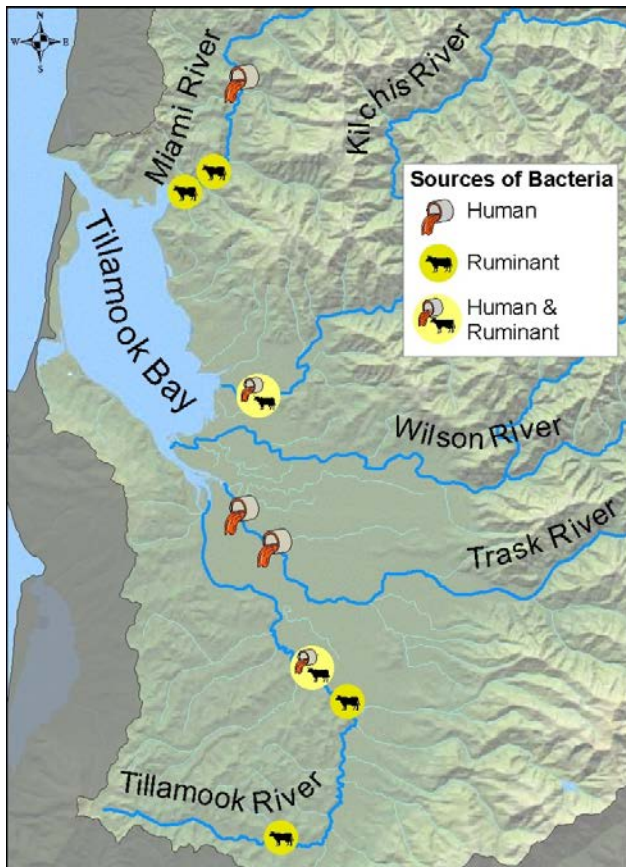 N
W E
S
Miami River
Kilchis River
Sources of Bacteria
Human
Ruminant
Human &
Ruminant
Tillamook Bay
Wilson River
Trask River
Tillamook River